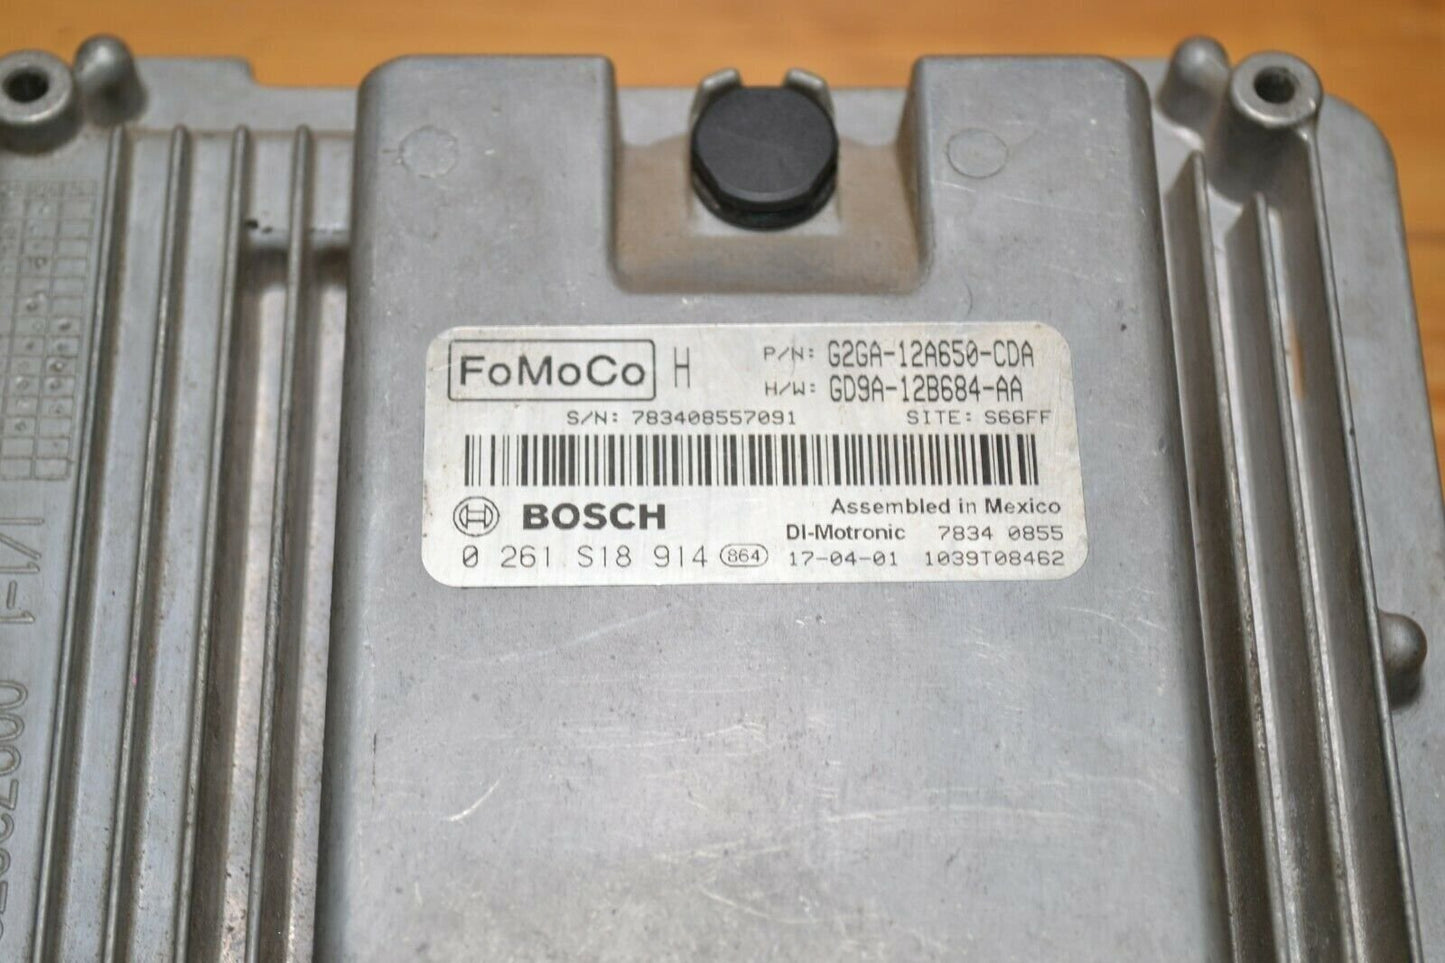 FoMoCo H P/N: G2GA-12A650-CDA
H/W: GD9A-12B684-AA
S/N: 783408557091 SITE: S66FF
BOSCH Assembled in Mexico
DI-Motronic 7834 0855
0 261 S18 914 864 17-04-01 1039T08462